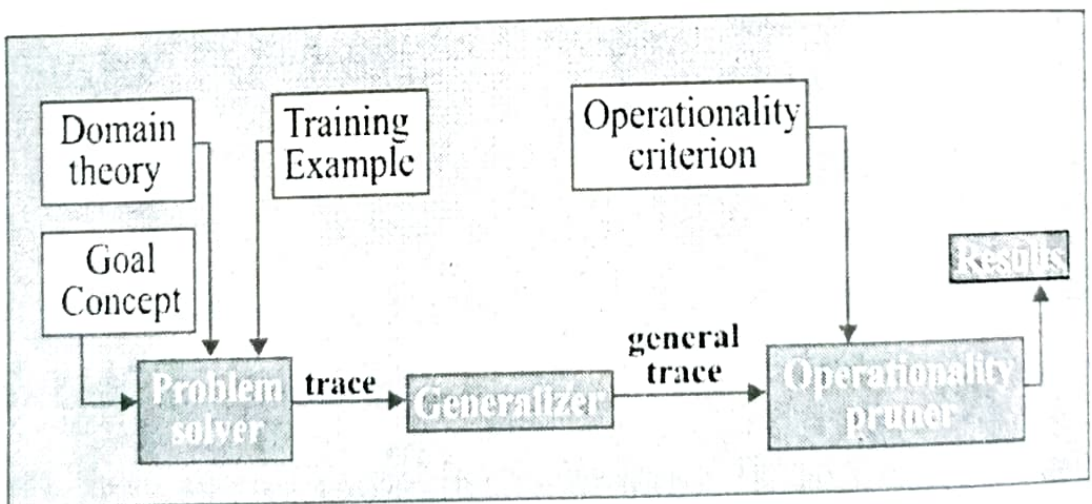 Domain
theory
Training
Example
Operationality
criterion
Goal
Concept
Results
Problem
solver
trace
Generalizer
general
trace
Operationality
pruner